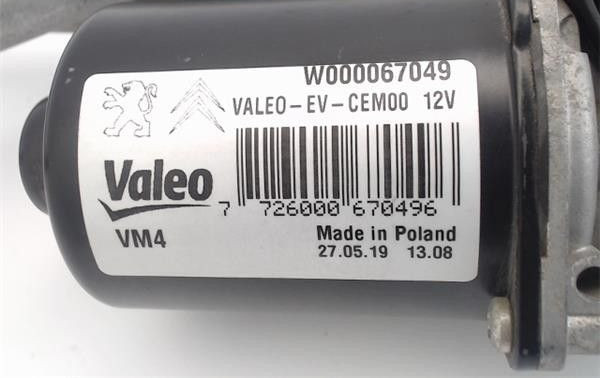 W000067049
VALEO-EV-CEM00 12V
Valeo
7 726000 670496
VM4
Made in Poland
27.05.19 13.08